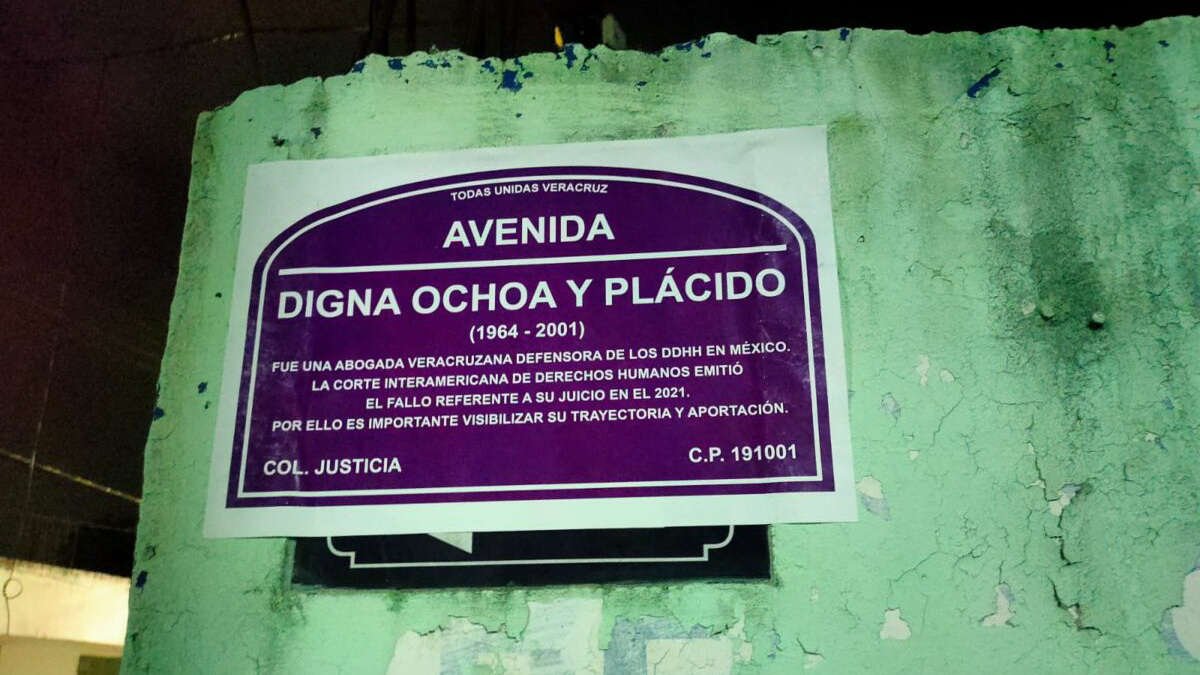 TODAS UNIDAS VERACRUZ
AVENIDA
DIGNA OCHOA Y PLÁCIDO
(1964 - 2001)
FUE UNA ABOGADA VERACRUZANA DEFENSORA DE LOS DDHH EN MÉXICO.
LA CORTE INTERAMERICANA DE DERECHOS HUMANOS EMITIÓ
EL FALLO REFERENTE A SU JUICIO EN EL 2021.
POR ELLO ES IMPORTANTE VISIBILIZAR SU TRAYECTORIA Y APORTACIÓN.
COL. JUSTICIA
C.P. 191001